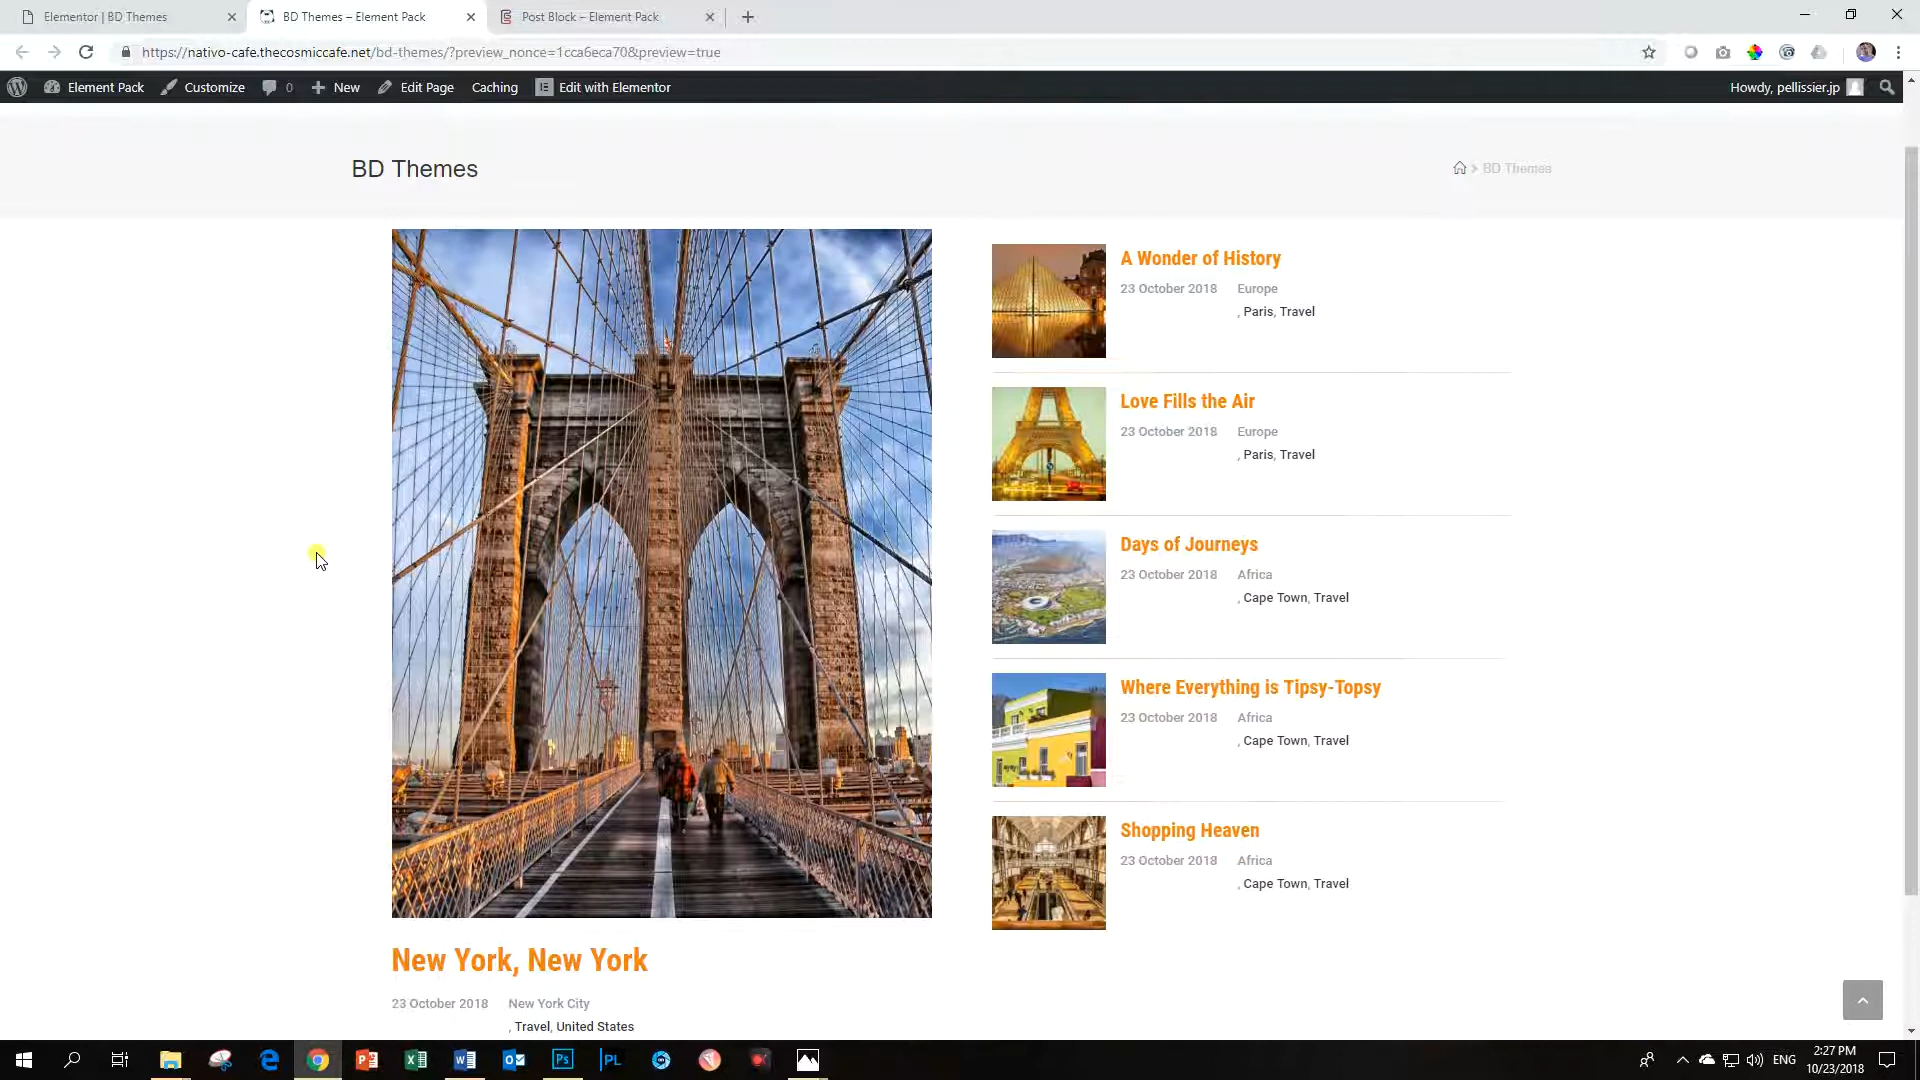 Elementor | BD Themes
BD Themes – Element Pack
Post Block – Element Pack
https://nativo-cafe.thecosmiccafe.net/bd-themes/?preview_nonce=1cca6eca70&preview=true
Element Pack
Customize
0
New
Edit Page
Caching
Edit with Elementor
Howdy, pellissier.jp
BD Themes
> BD Themes
A Wonder of History
23 October 2018 Europe
, Paris, Travel
Love Fills the Air
23 October 2018 Europe
, Paris, Travel
Days of Journeys
23 October 2018 Africa
, Cape Town, Travel
Where Everything is Tipsy-Topsy
23 October 2018 Africa
, Cape Town, Travel
Shopping Heaven
23 October 2018 Africa
, Cape Town, Travel
New York, New York
23 October 2018 New York City
, Travel, United States
Ps
PL
ENG
2:27 PM
10/23/2018